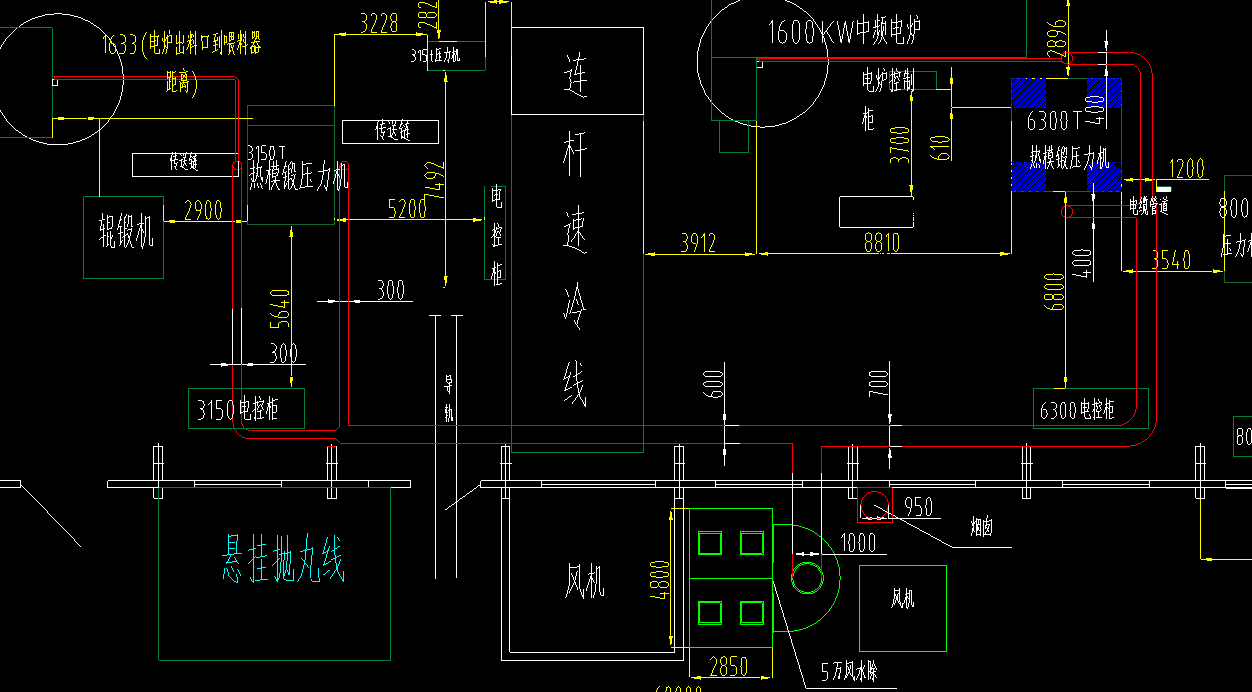 3228
282
1633(电炉出料口到喂料器
距离)
315t压力机
连
杆
速
冷
线
1600KW中频电炉
2896
电炉控制
柜
400
6300T
热模锻压力机
传送链
传送链
3150T
热模锻压力机
7492
3700
610
1200
电缆管道
800
压力
辊锻机
2900
5200
电
控
柜
3912
8810
400
3540
5640
300
300
6800
导
轨
600
700
3150电控柜
6300电控柜
80
950
烟囱
1000
悬挂抛丸线
风机
4800
风机
2850
5万风水除